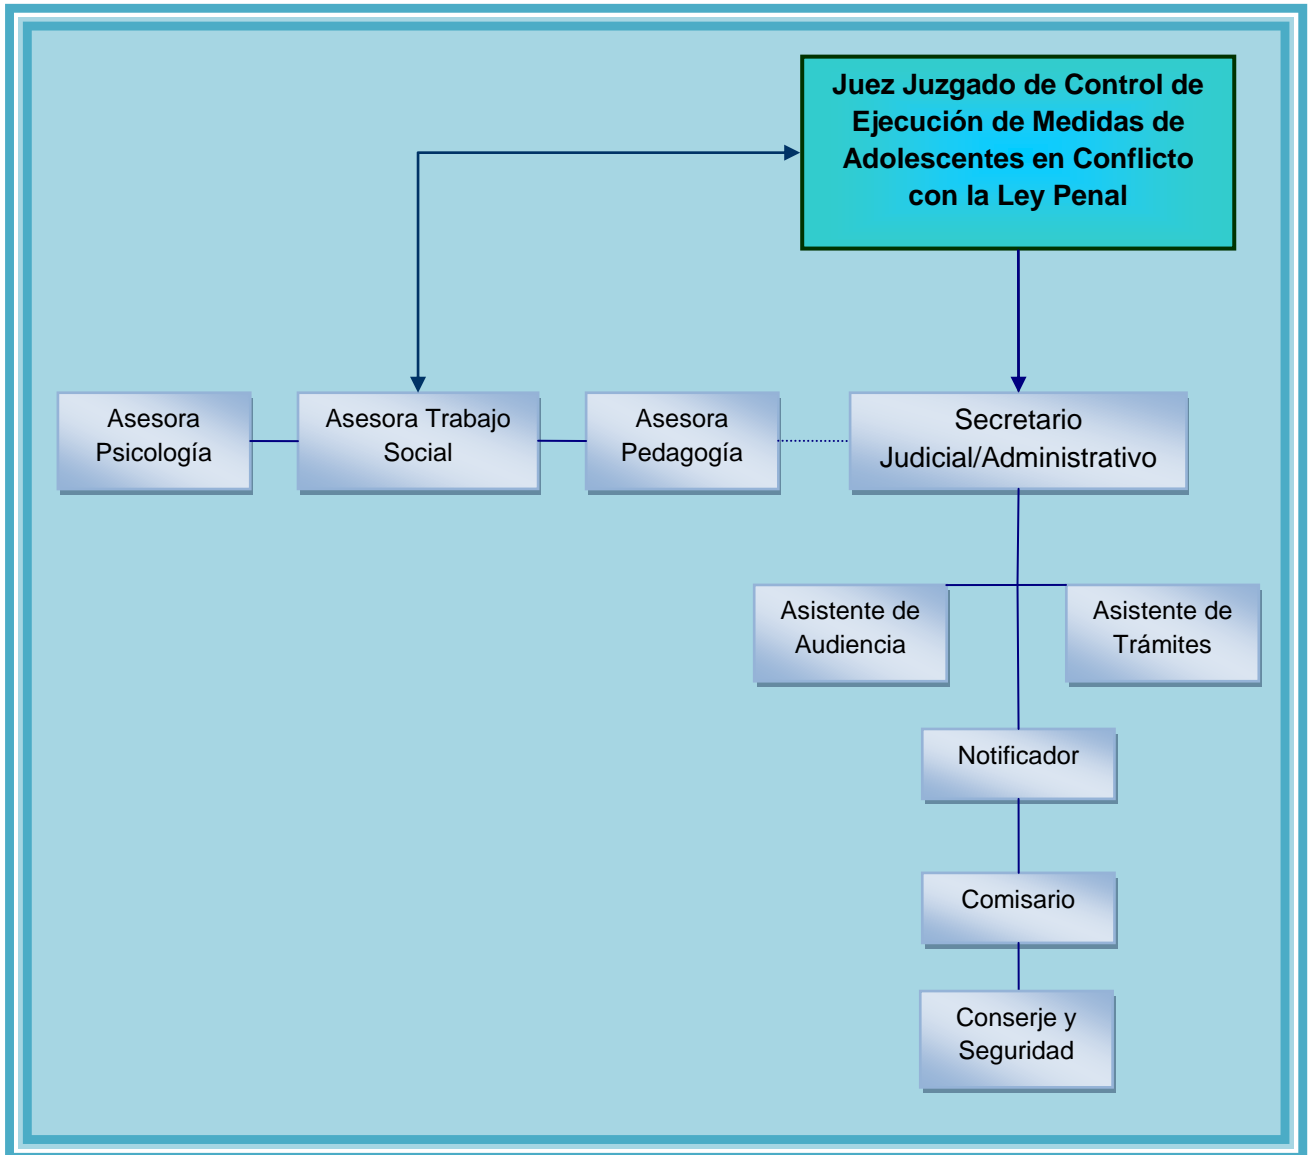 Juez Juzgado de Control de
Ejecución de Medidas de
Adolescentes en Conflicto
con la Ley Penal
Asesora
Psicología
Asesora Trabajo
Social
Asesora
Pedagogía
Secretario
Judicial/Administrativo
Asistente de
Audiencia
Asistente de
Trámites
Notificador
Comisario
Conserje y
Seguridad